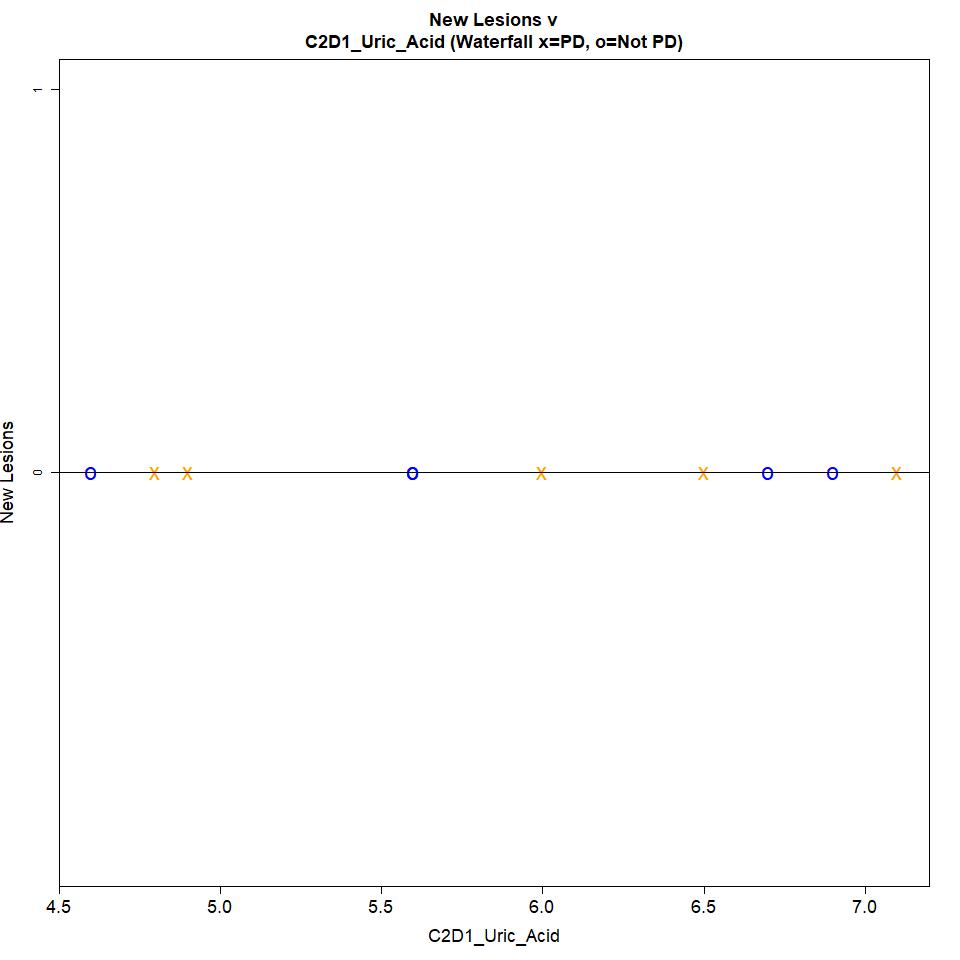 New Lesions v
C2D1_Uric_Acid (Waterfall x=PD, o=Not PD)
1
New Lesions
0
o x x o x x o o x
4.5 5.0 5.5 6.0 6.5 7.0
C2D1_Uric_Acid